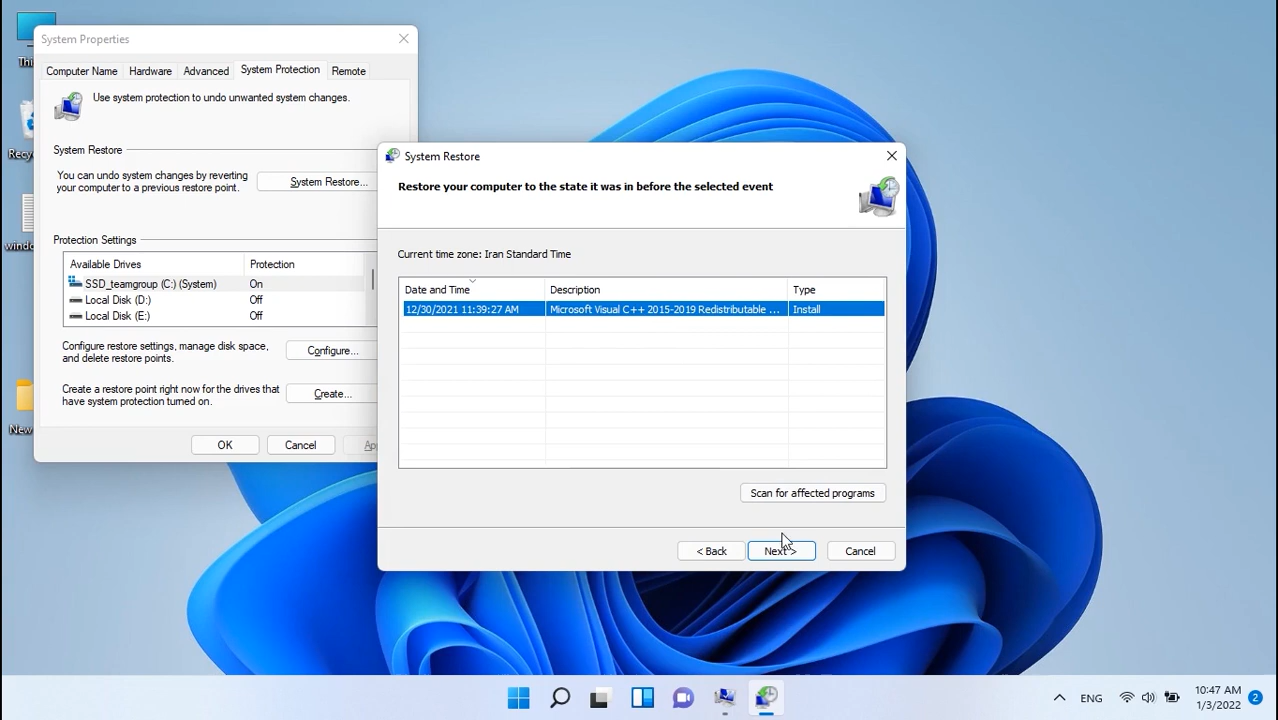 System Properties
Computer Name Hardware Advanced System Protection Remote
Use system protection to undo unwanted system changes.
System Restore
You can undo system changes by reverting
your computer to a previous restore point.
System Restore...
Protection Settings
Available Drives Protection
SSD_teamgroup (C:) (System) On
Local Disk (D:) Off
Local Disk (E:) Off
Configure restore settings, manage disk space,
and delete restore points.
Configure...
Create a restore point right now for the drives that
have system protection turned on.
Create...
OK Cancel
System Restore
Restore your computer to the state it was in before the selected event
Current time zone: Iran Standard Time
Date and Time Description Type
12/30/2021 11:39:27 AM Microsoft Visual C++ 2015-2019 Redistributable ... Install
Scan for affected programs
< Back Next > Cancel
New
ENG
10:47 AM
1/3/2022
2